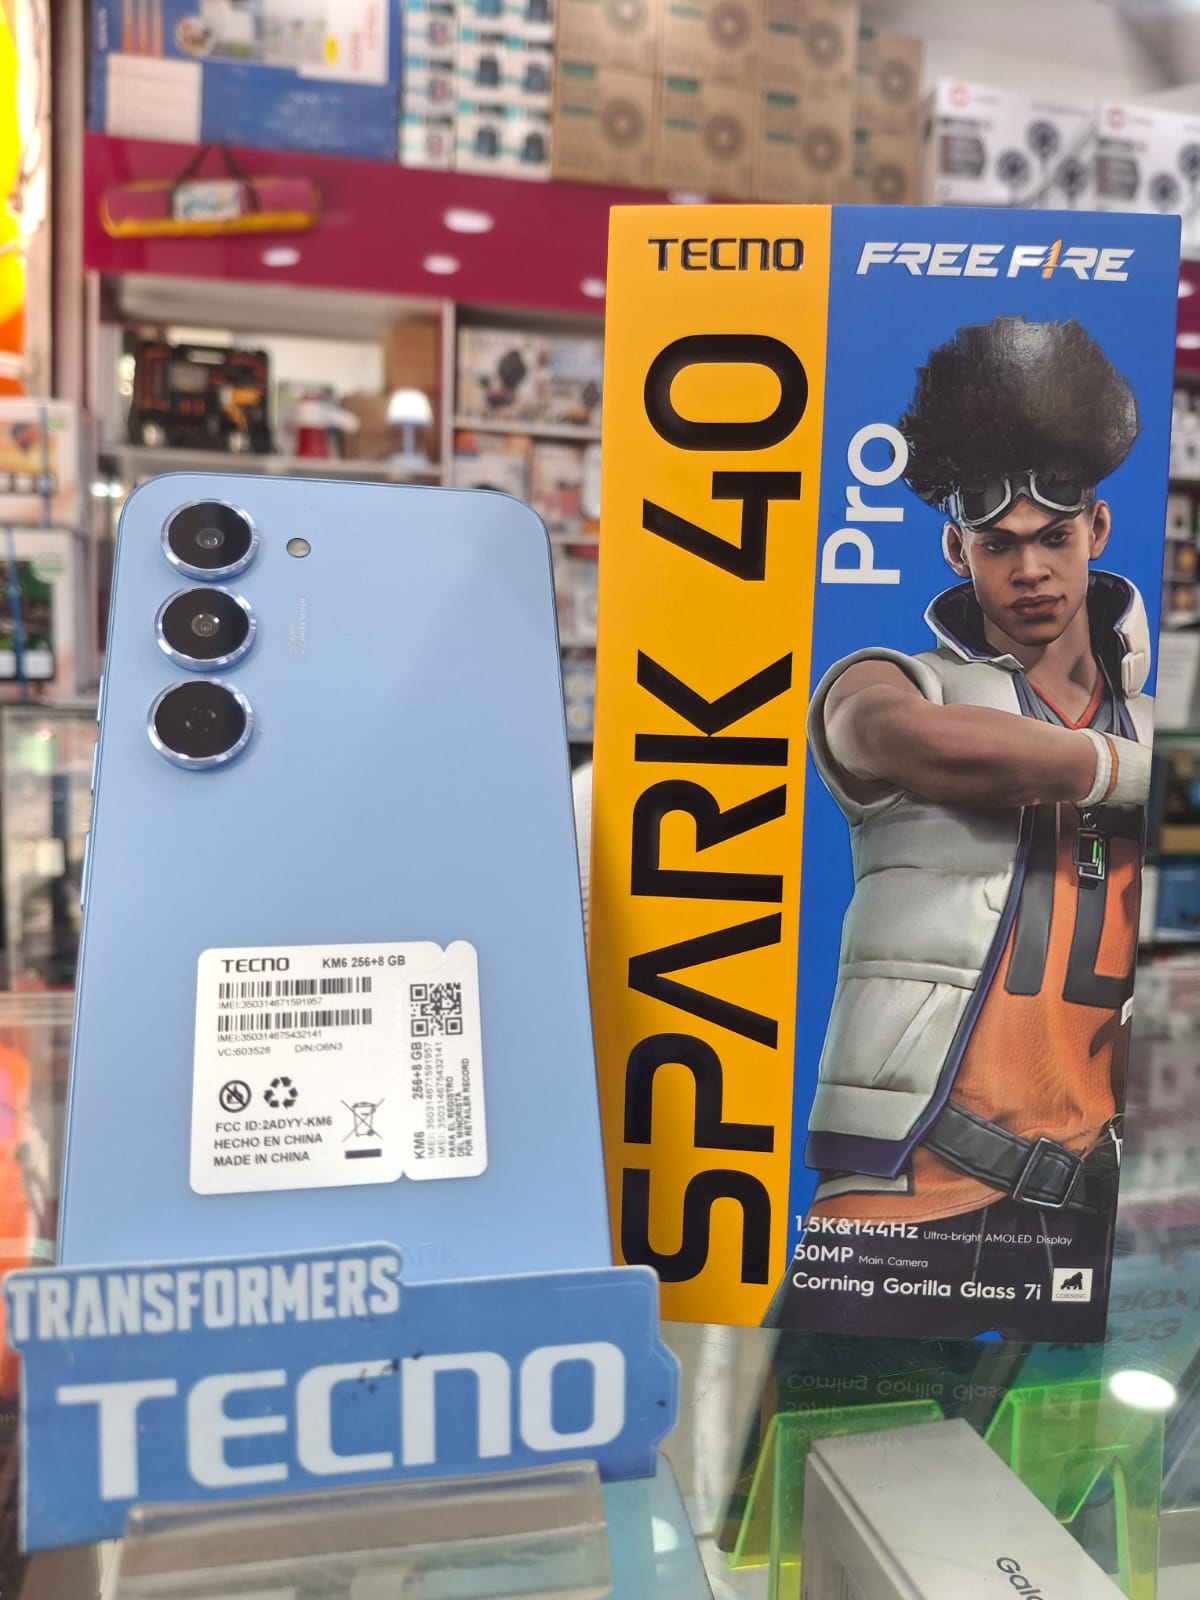 TECNO
FREE FIRE
SPARK 40
Pro
1.5K&144Hz Ultra-bright AMOLED Display
50MP Main Camera
Corning Gorilla Glass 7i
CORNING
TECNO KM6 256+8 GB
IMEI:350314671591957
IMEI:350314675432141
VC:603528 D/N:O6N3
FCC ID:2ADYY-KM6
HECHO EN CHINA
MADE IN CHINA
KM6 256+8 GB
IMEI: 350314671591957
IMEI: 350314675432141
PARA EL REGISTRO
DEL MINORISTA
FOR RETAILER RECORD
TRANSFORMERS
TECNO